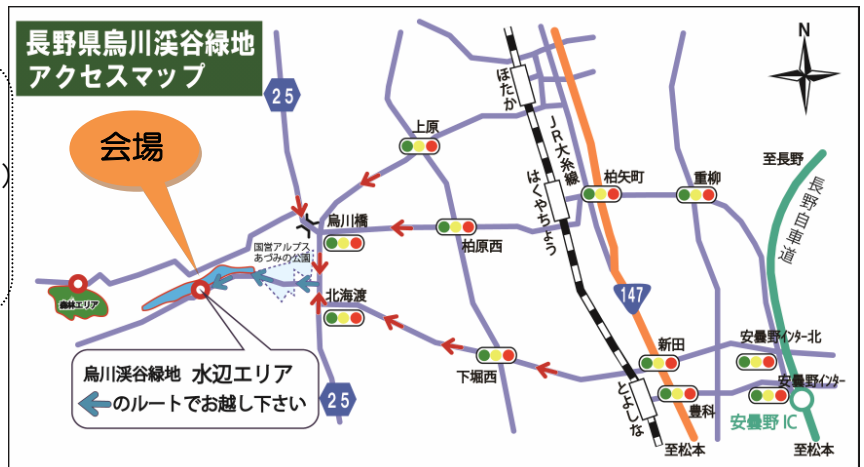 長野県烏川渓谷緑地
アクセスマップ
25
N
ほたか
上原
会場
JR大糸線
至長野
柏矢町
重柳
はくやちょう
長野自車道
烏川橋
国営アルプス
あづみの公園
柏原西
森林エリア
北海渡
147
新田
安曇野インター北
烏川渓谷緑地 水辺エリア
のルートでお越し下さい
下堀西
安曇野インター
25
とよしな
豊科
安曇野IC
至松本
至松本
)